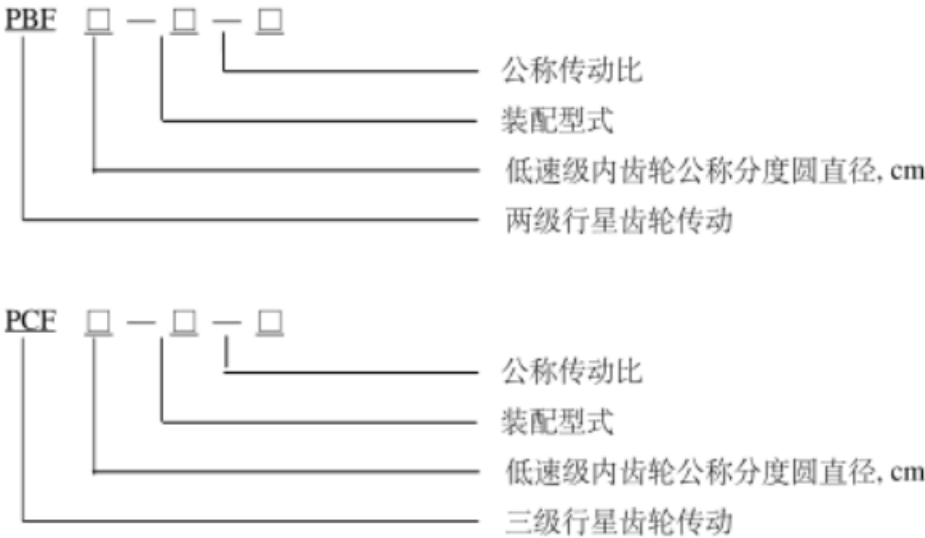 PBF □ — □ — □
公称传动比
装配型式
低速级内齿轮公称分度圆直径, cm
两级行星齿轮传动
PCF □ — □ — □
公称传动比
装配型式
低速级内齿轮公称分度圆直径, cm
三级行星齿轮传动